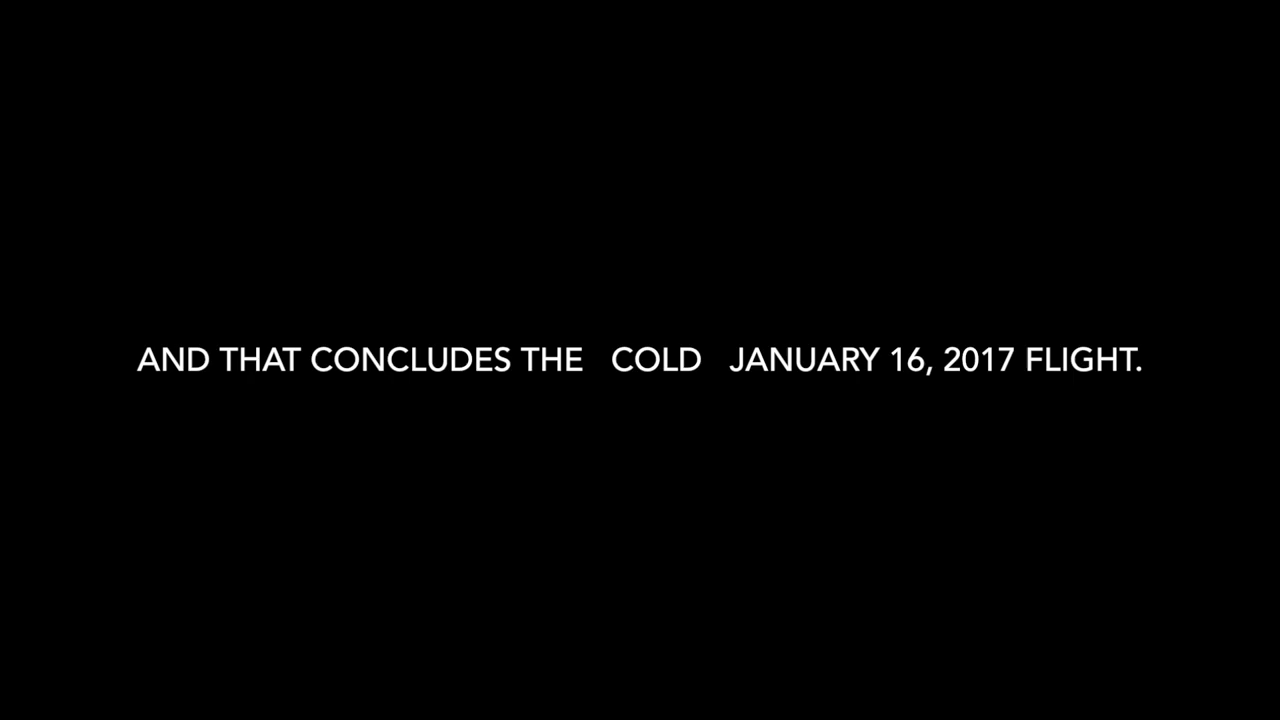 AND THAT CONCLUDES THE   COLD   JANUARY 16, 2017 FLIGHT.